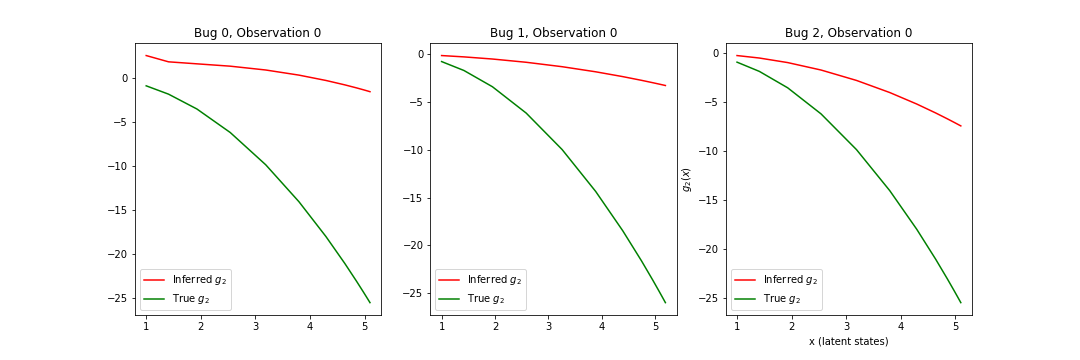 Bug 0, Observation 0
0
−5
−10
−15
−20
−25
1 2 3 4 5
Inferred g₂
True g₂
Bug 1, Observation 0
0
−5
−10
−15
−20
−25
1 2 3 4 5
Inferred g₂
True g₂
Bug 2, Observation 0
g₂(x)
0
−5
−10
−15
−20
−25
1 2 3 4 5
x (latent states)
Inferred g₂
True g₂